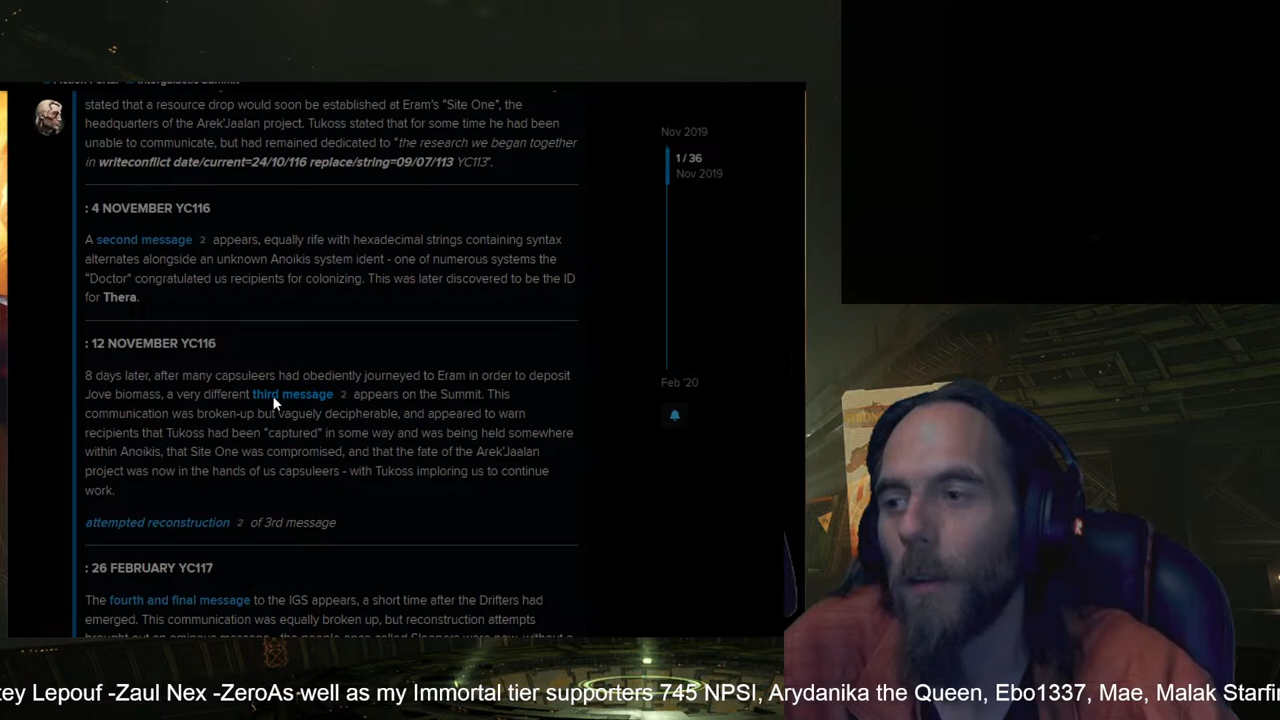 stated that a resource drop would soon be established at Eram's "Site One", the
headquarters of the Arek'Jaalan project. Tukoss stated that for some time he had been
unable to communicate, but had remained dedicated to "the research we began together
in writeconflict date/current=24/10/116 replace/string=09/07/113 YC113".
: 4 NOVEMBER YC116
A second message 2 appears, equally rife with hexadecimal strings containing syntax
alternates alongside an unknown Anoikis system ident - one of numerous systems the
"Doctor" congratulated us recipients for colonizing. This was later discovered to be the ID
for Thera.
: 12 NOVEMBER YC116
8 days later, after many capsuleers had obediently journeyed to Eram in order to deposit
Jove biomass, a very different third message 2 appears on the Summit. This
communication was broken-up but vaguely decipherable, and appeared to warn
recipients that Tukoss had been "captured" in some way and was being held somewhere
within Anoikis, that Site One was compromised, and that the fate of the Arek'Jaalan
project was now in the hands of us capsuleers - with Tukoss imploring us to continue
work.
attempted reconstruction 2 of 3rd message
: 26 FEBRUARY YC117
The fourth and final message to the IGS appears, a short time after the Drifters had
emerged. This communication was equally broken up, but reconstruction attempts
Nov 2019
1 / 36
Nov 2019
Feb '20
tey Lepouf -Zaul Nex -ZeroAs well as my Immortal tier supporters 745 NPSI, Arydanika the Queen, Ebo1337, Mae, Malak Starfi